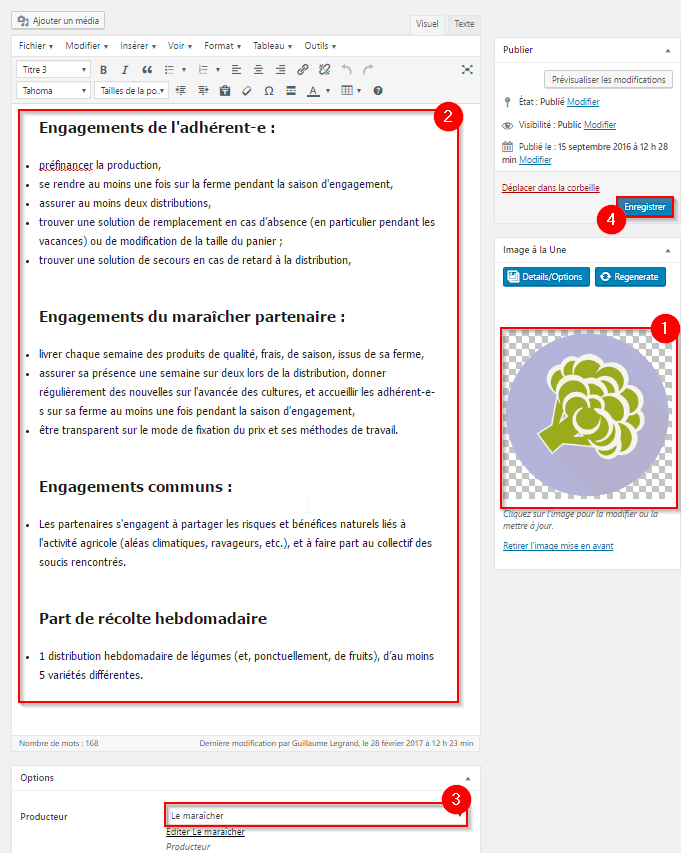 Ajouter un média
Visuel Texte
Fichier Modifier Insérer Voir Format Tableau Outils
Titre 3 B I
Tahoma Tailles de la po.. Ω A
2
Engagements de l'adhérent-e :
préfinancer la production,
se rendre au moins une fois sur la ferme pendant la saison d'engagement,
assurer au moins deux distributions,
trouver une solution de remplacement en cas d'absence (en particulier pendant les
vacances) ou de modification de la taille du panier ;
trouver une solution de secours en cas de retard à la distribution,
Engagements du maraîcher partenaire :
livrer chaque semaine des produits de qualité, frais, de saison, issus de sa ferme,
assurer sa présence une semaine sur deux lors de la distribution, donner
régulièrement des nouvelles sur l'avancée des cultures, et accueillir les adhérent-e-
s sur sa ferme au moins une fois pendant la saison d'engagement,
être transparent sur le mode de fixation du prix et ses méthodes de travail.
Engagements communs :
Les partenaires s'engagent à partager les risques et bénéfices naturels liés à
l'activité agricole (aléas climatiques, ravageurs, etc.), et à faire part au collectif des
soucis rencontrés.
Part de récolte hebdomadaire
1 distribution hebdomadaire de légumes (et, ponctuellement, de fruits), d'au moins
5 variétés différentes.
Nombre de mots : 168 Dernière modification par Guillaume Legrand, le 28 février 2017 à 12 h 23 min
Options
3
Producteur Le maraîcher
Editer Le maraîcher
Producteur
Publier
Prévisualiser les modifications
État : Publié Modifier
Visibilité : Public Modifier
Publié le : 15 septembre 2016 à 12 h 28
min Modifier
Déplacer dans la corbeille
Enregistrer
4
Image à la Une
Details/Options Regenerate
1
Cliquez sur l'image pour la modifier ou la
mettre à jour.
Retirer l'image mise en avant